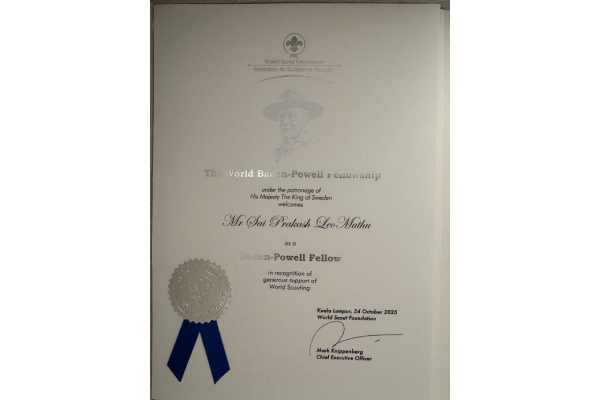 World Scout Foundation
Fondation du Scoutisme Mondial
The World Baden-Powell Fellowship
under the patronage of
His Majesty The King of Sweden
welcomes
Mr Sai Prakash LeoMuthu
as a
Baden-Powell Fellow
in recognition of
generous support of
World Scouting
Kuala Lumpur, 24 October 2025
World Scout Foundation
Mark Knippenberg
Chief Executive Officer